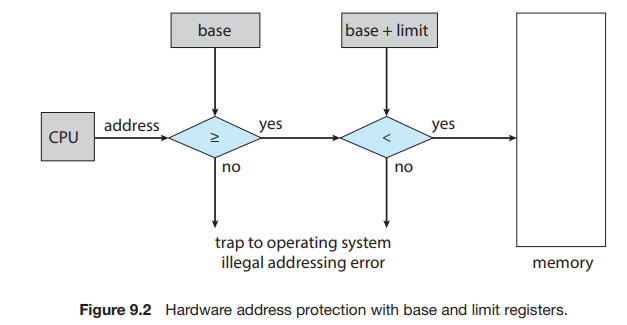 base
base + limit
CPU
address
≥
yes
<
yes
no
no
trap to operating system
illegal addressing error
memory
Figure 9.2 Hardware address protection with base and limit registers.